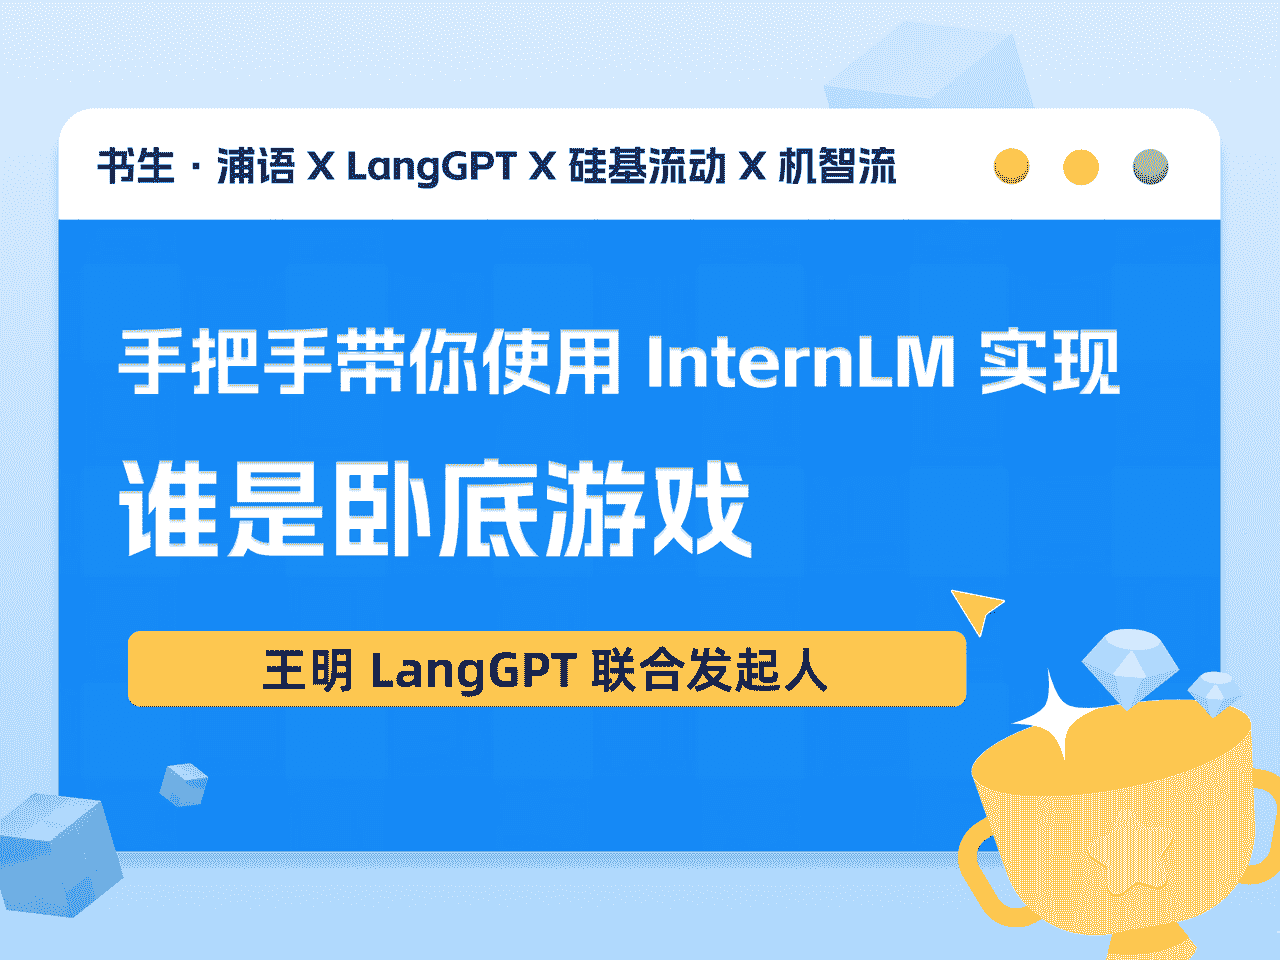 书生·浦语 X LangGPT X 硅基流动 X 机智流
手把手带你使用 InternLM 实现
谁是卧底游戏
王明 LangGPT 联合发起人